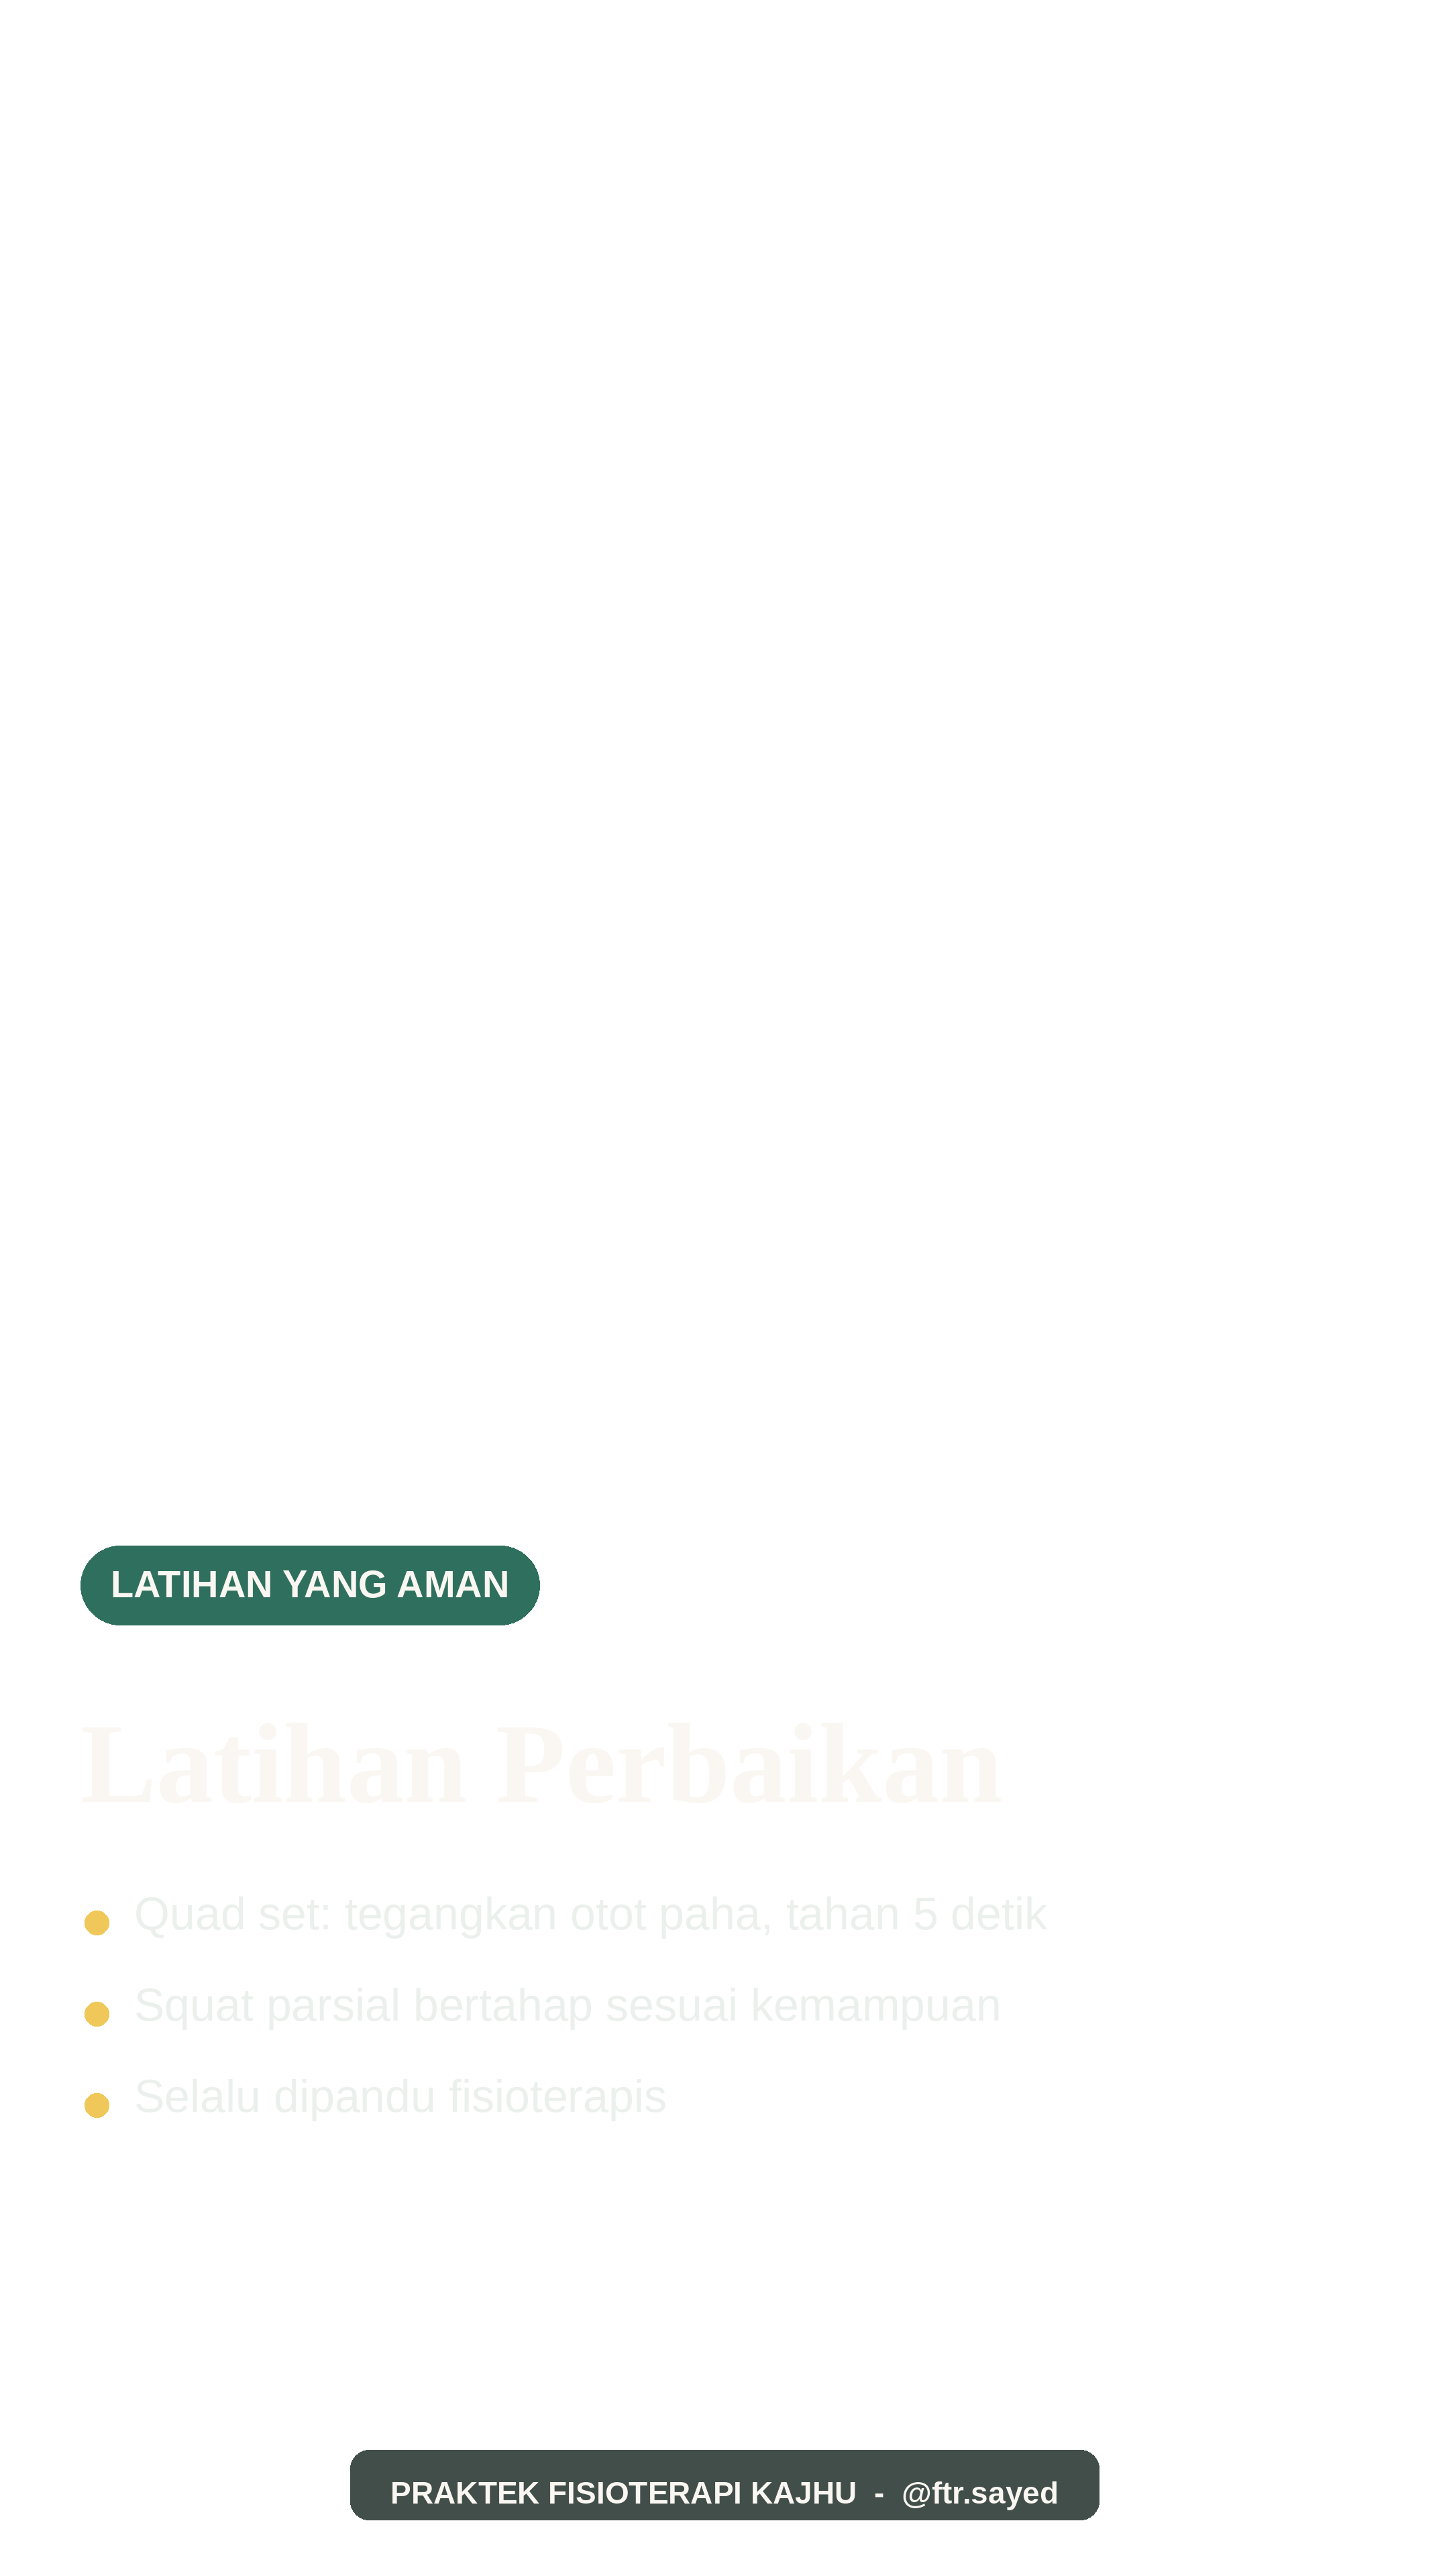 LATIHAN YANG AMAN
Latihan Perbaikan
Quad set: tegangkan otot paha, tahan 5 detik
Squat parsial bertahap sesuai kemampuan
Selalu dipandu fisioterapis
PRAKTEK FISIOTERAPI KAJHU - @ftr.sayed